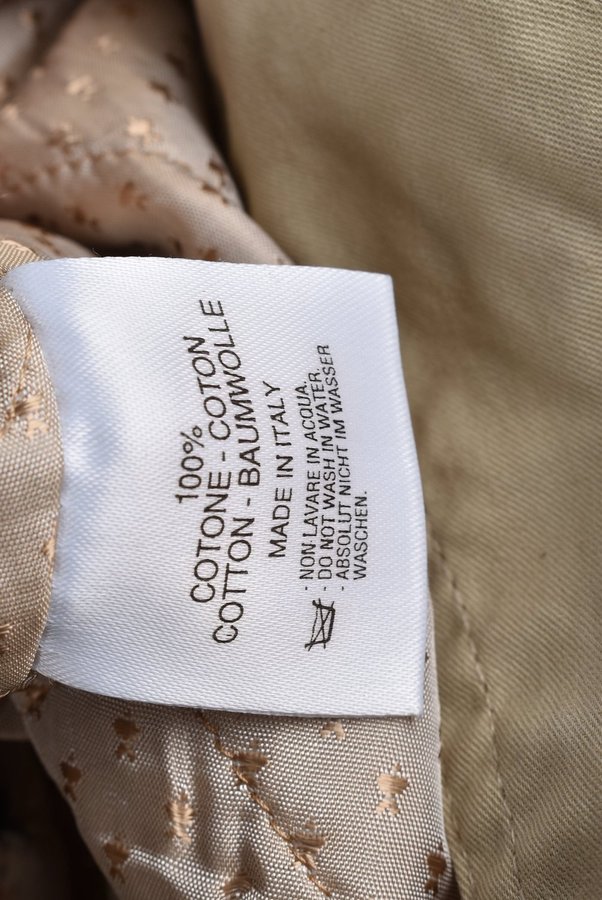 100%
COTONE - COTON
COTTON - BAUMWOLLE
MADE IN ITALY
- NON LAVARE IN ACQUA.
- DO NOT WASH IN WATER.
- ABSOLUT NICHT IM WASSER
WASCHEN.